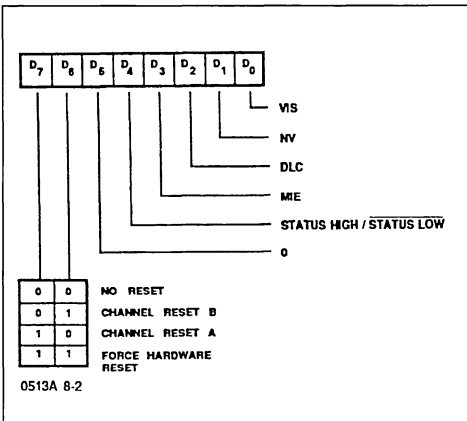 D7 D6 D5 D4 D3 D2 D1 D0
VIS
NV
DLC
MIE
STATUS HIGH / STATUS LOW
0
0 0 NO RESET
0 1 CHANNEL RESET B
1 0 CHANNEL RESET A
1 1 FORCE HARDWARE
RESET
0513A 8-2